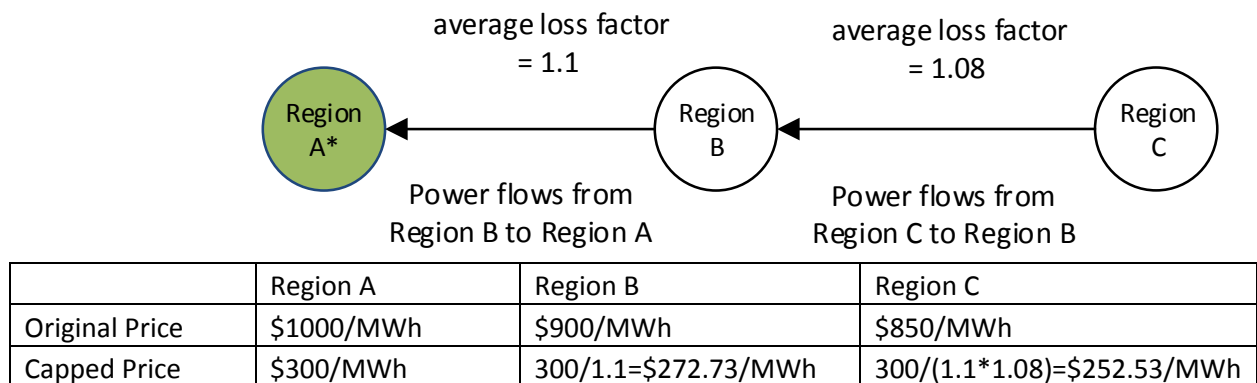 average loss factor
= 1.1
average loss factor
= 1.08
Region
A*
Region
B
Region
C
Power flows from
Region B to Region A
Power flows from
Region C to Region B
Region A Region B Region C
Original Price $1000/MWh $900/MWh $850/MWh
Capped Price $300/MWh 300/1.1=$272.73/MWh 300/(1.1*1.08)=$252.53/MWh